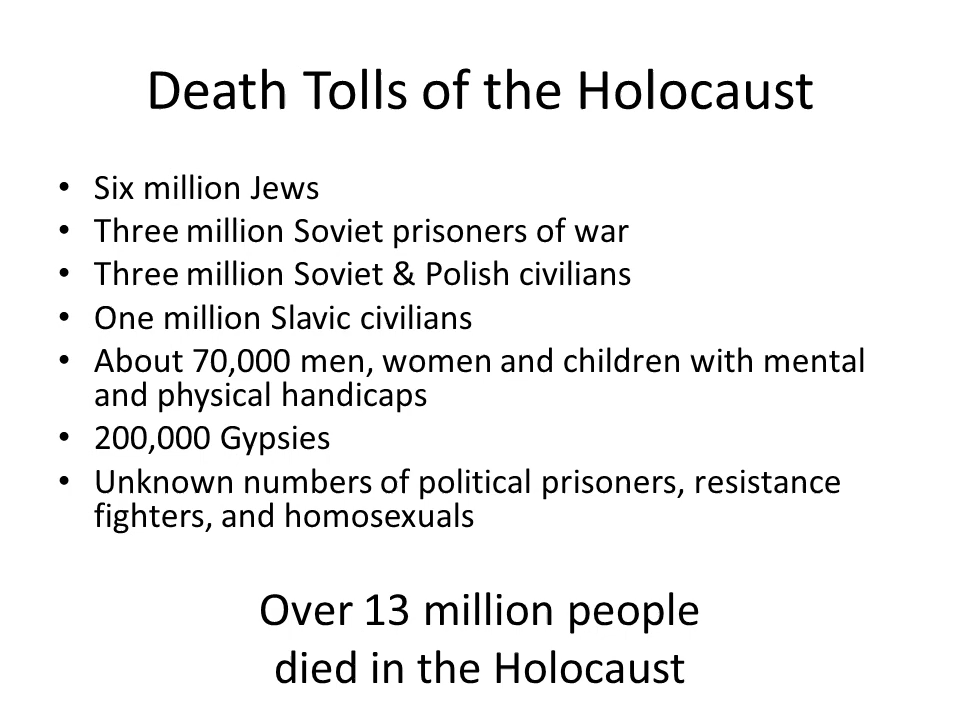 Death Tolls of the Holocaust
• Six million Jews
• Three million Soviet prisoners of war
• Three million Soviet & Polish civilians
• One million Slavic civilians
• About 70,000 men, women and children with mental
and physical handicaps
• 200,000 Gypsies
• Unknown numbers of political prisoners, resistance
fighters, and homosexuals
Over 13 million people
died in the Holocaust